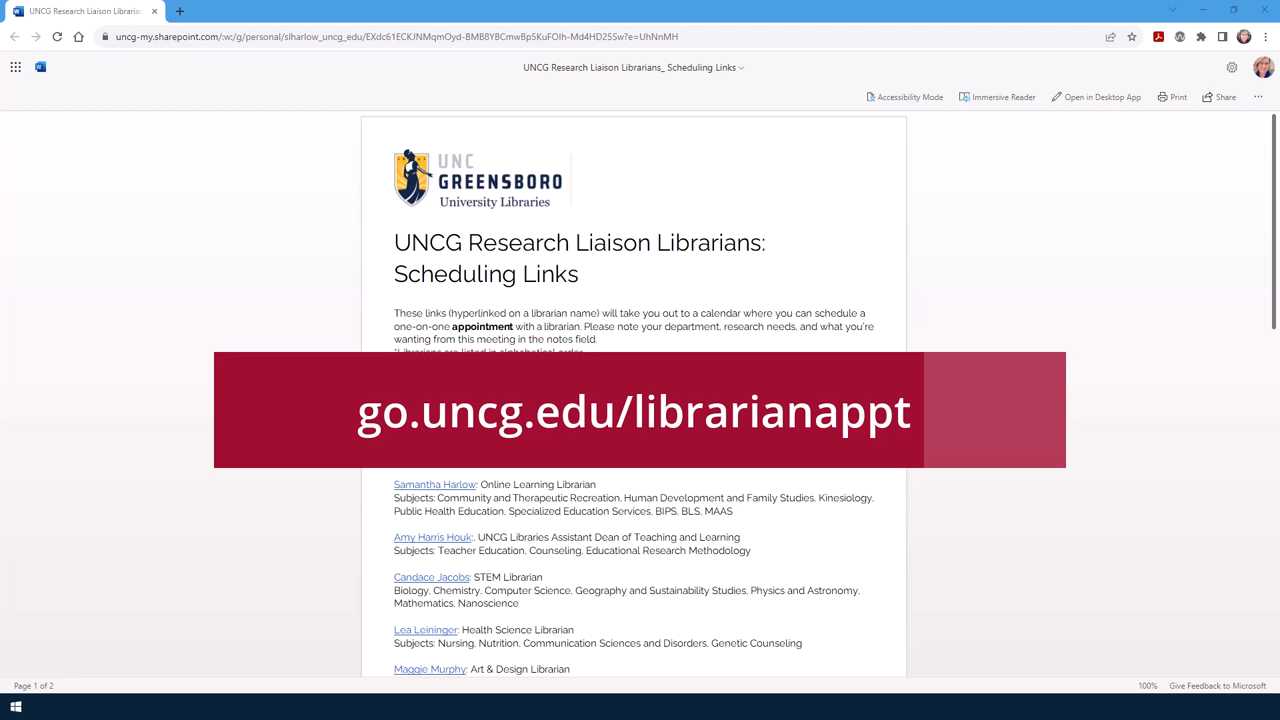 UNCG Research Liaison Librarian
uncg-my.sharepoint.com/:w:/g/personal/slharlow_uncg_edu/EXdc61ECKJNMqmOyd-BMB8YBCmwBp5KuFOIh-Md4HD25Sw?e=UhNnMH
UNCG Research Liaison Librarians_ Scheduling Links
Accessibility Mode
Immersive Reader
Open in Desktop App
Print
Share
UNC
GREENSBORO
University Libraries
UNCG Research Liaison Librarians:
Scheduling Links
These links (hyperlinked on a librarian name) will take you out to a calendar where you can schedule a
one-on-one appointment with a librarian. Please note your department, research needs, and what you're
wanting from this meeting in the notes field.
*Librarians are listed in alphabetical order
go.uncg.edu/librarianappt
Samantha Harlow: Online Learning Librarian
Subjects: Community and Therapeutic Recreation, Human Development and Family Studies, Kinesiology,
Public Health Education, Specialized Education Services, BIPS, BLS, MAAS
Amy Harris Houk:, UNCG Libraries Assistant Dean of Teaching and Learning
Subjects: Teacher Education, Counseling, Educational Research Methodology
Candace Jacobs: STEM Librarian
Biology, Chemistry, Computer Science, Geography and Sustainability Studies, Physics and Astronomy,
Mathematics, Nanoscience
Lea Leininger: Health Science Librarian
Subjects: Nursing, Nutrition, Communication Sciences and Disorders, Genetic Counseling
Maggie Murphy: Art & Design Librarian
Page 1 of 2
100%
Give Feedback to Microsoft